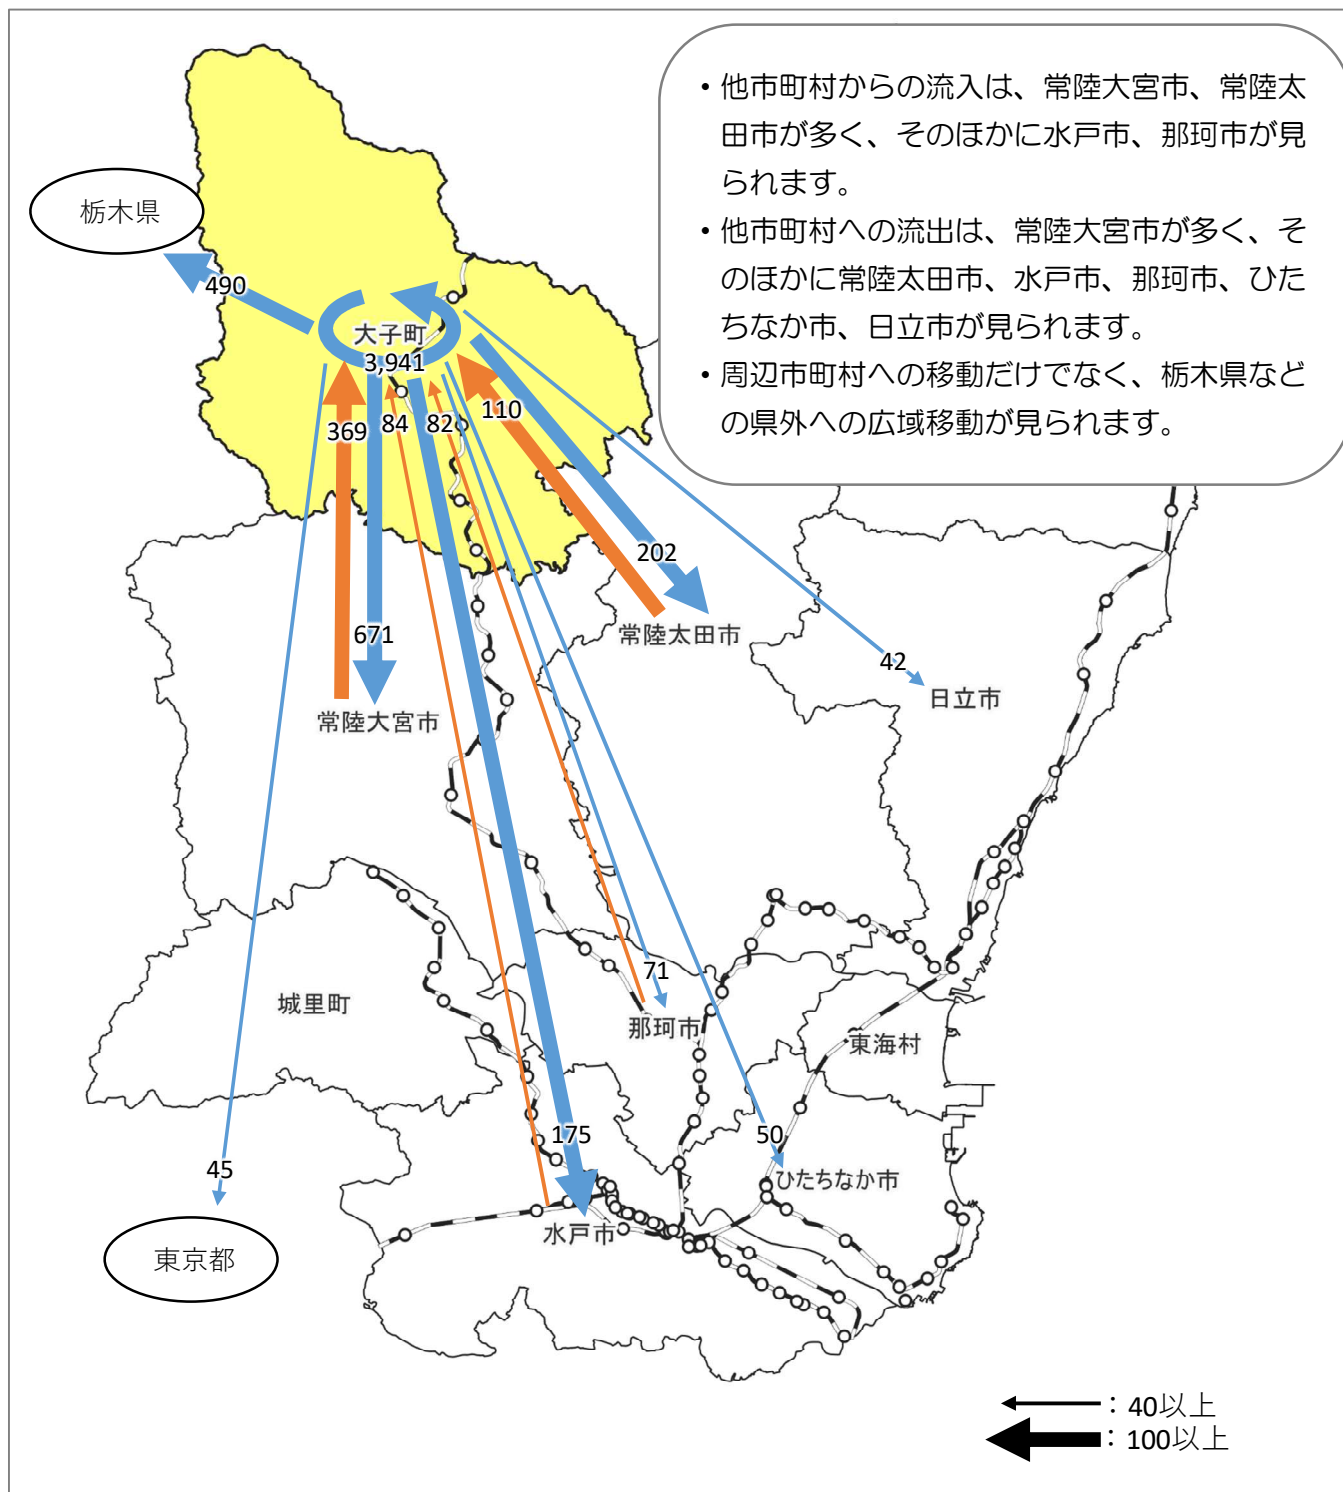 ・他市町村からの流入は、常陸大宮市、常陸太
田市が多く、そのほかに水戸市、那珂市が見
られます。
・他市町村への流出は、常陸大宮市が多く、そ
のほかに常陸太田市、水戸市、那珂市、ひた
ちなか市、日立市が見られます。
・周辺市町村への移動だけでなく、栃木県など
の県外への広域移動が見られます。
栃木県
490
大子町
3,941
369
84
82
110
202
常陸太田市
671
常陸大宮市
42
日立市
71
那珂市
城里町
東海村
175
水戸市
50
ひたちなか市
45
東京都
：40以上
：100以上